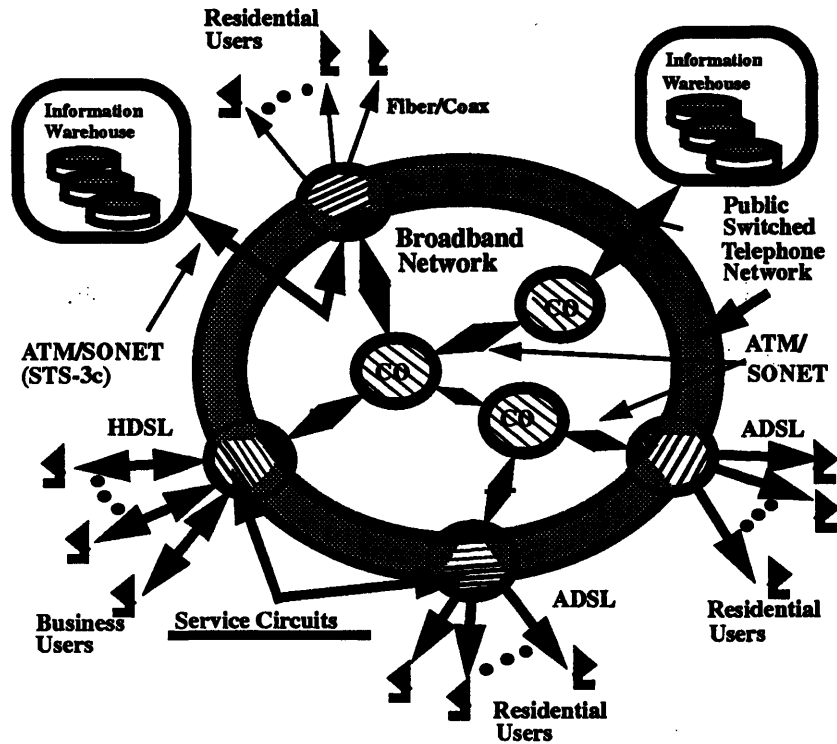 Residential
Users
Information
Warehouse
Information
Warehouse
Fiber/Coax
Public
Switched
Telephone
Network
Broadband
Network
CO
ATM/SONET
(STS-3c)
CO
ATM/
SONET
CO
HDSL
ADSL
Business
Users
Service Circuits
ADSL
Residential
Users
Residential
Users